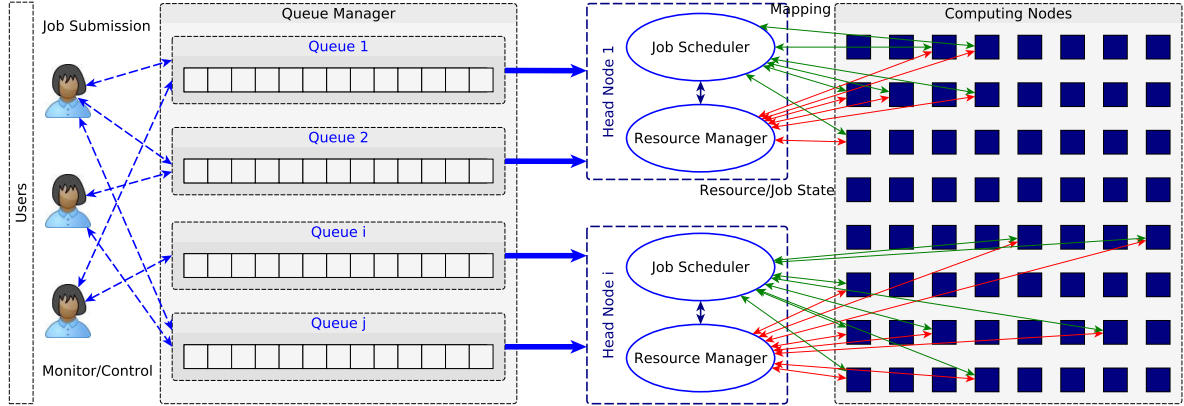 Users
Job Submission
Monitor/Control
Queue Manager
Queue 1
Queue 2
Queue i
Queue j
Head Node 1
Job Scheduler
Resource Manager
Head Node i
Job Scheduler
Resource Manager
Mapping
Resource/Job State
Computing Nodes